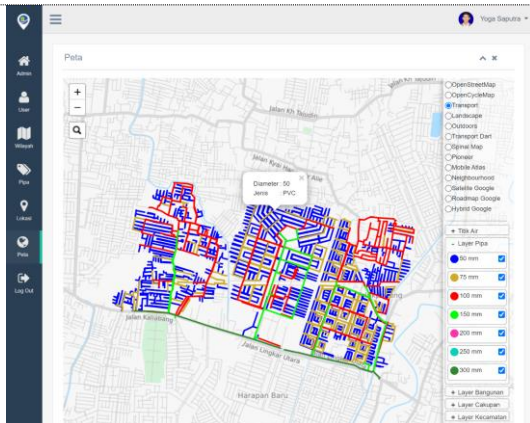 Yoga Saputra
Admin
User
Wilayah
Pipa
Lokasi
Peta
Log Out
Peta
+
−
Jalan Kh Tasidin
Jalan Kyai
Diameter : 50
Jenis : PVC
Jalan Kaliurang
Jalan Lingkar Utara
Harapan Baru
OpenStreetMap
OpenCycleMap
Transport
Landscape
Outdoors
Transport Dart
Spinal Map
Pioneer
Mobile Atlas
Neighbourhood
Satelite Google
Roadmap Google
Hybrid Google
+ Titik Air
- Layer Pipa
50 mm
75 mm
100 mm
150 mm
200 mm
250 mm
300 mm
+ Layer Bangunan
+ Layer Cakupan
+ Layer Kecamatan